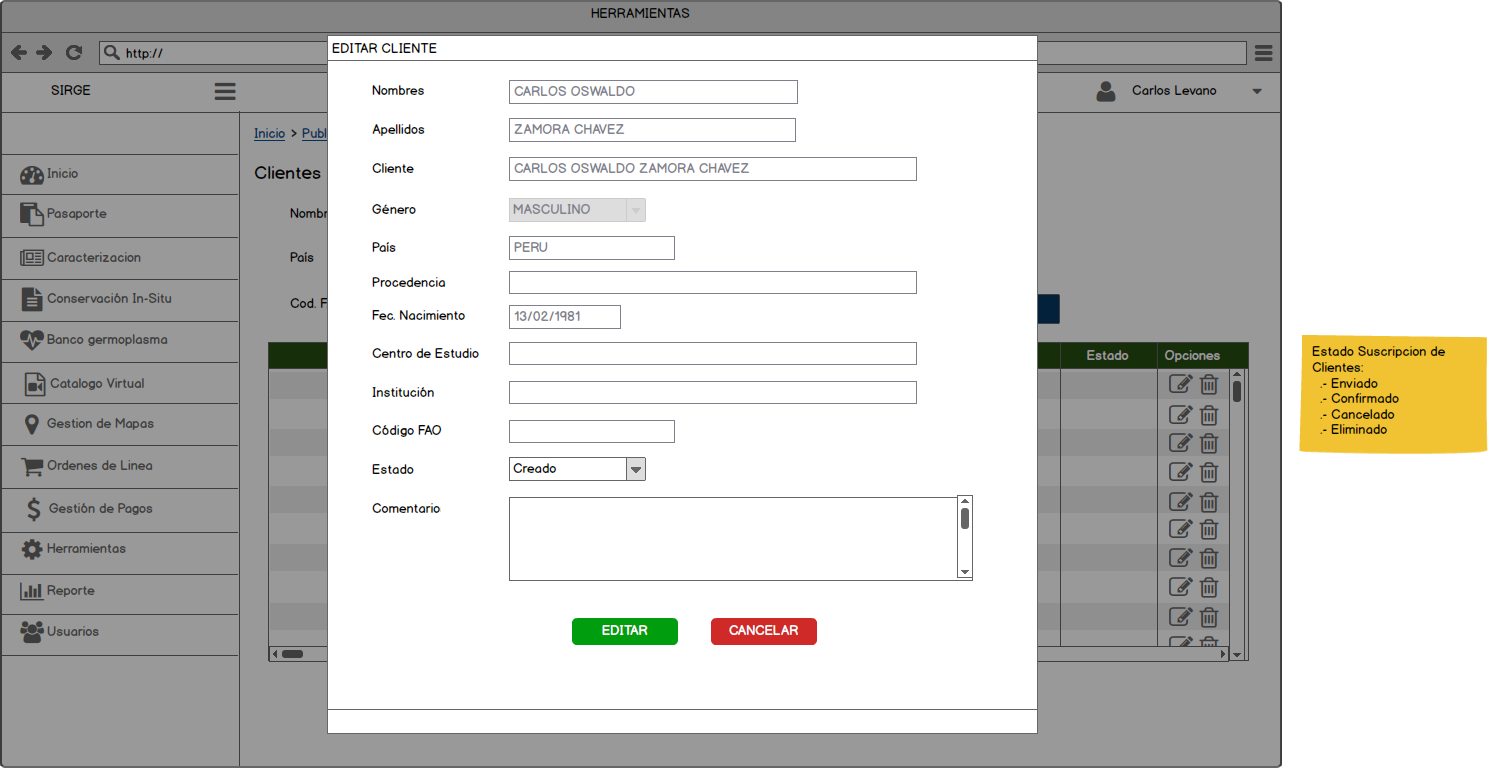 HERRAMIENTAS
http://
SIRGE
Carlos Levano
Inicio > Publ
Clientes
Nombr
País
Cod. F
Estado
Opciones
Inicio
Pasaporte
Caracterizacion
Conservación In-Situ
Banco germoplasma
Catalogo Virtual
Gestion de Mapas
Ordenes de Linea
Gestión de Pagos
Herramientas
Reporte
Usuarios
EDITAR CLIENTE
Nombres CARLOS OSWALDO
Apellidos ZAMORA CHAVEZ
Cliente CARLOS OSWALDO ZAMORA CHAVEZ
Género MASCULINO
País PERU
Procedencia
Fec. Nacimiento 13/02/1981
Centro de Estudio
Institución
Código FAO
Estado Creado
Comentario
EDITAR CANCELAR
Estado Suscripcion de
Clientes:
.- Enviado
.- Confirmado
.- Cancelado
.- Eliminado